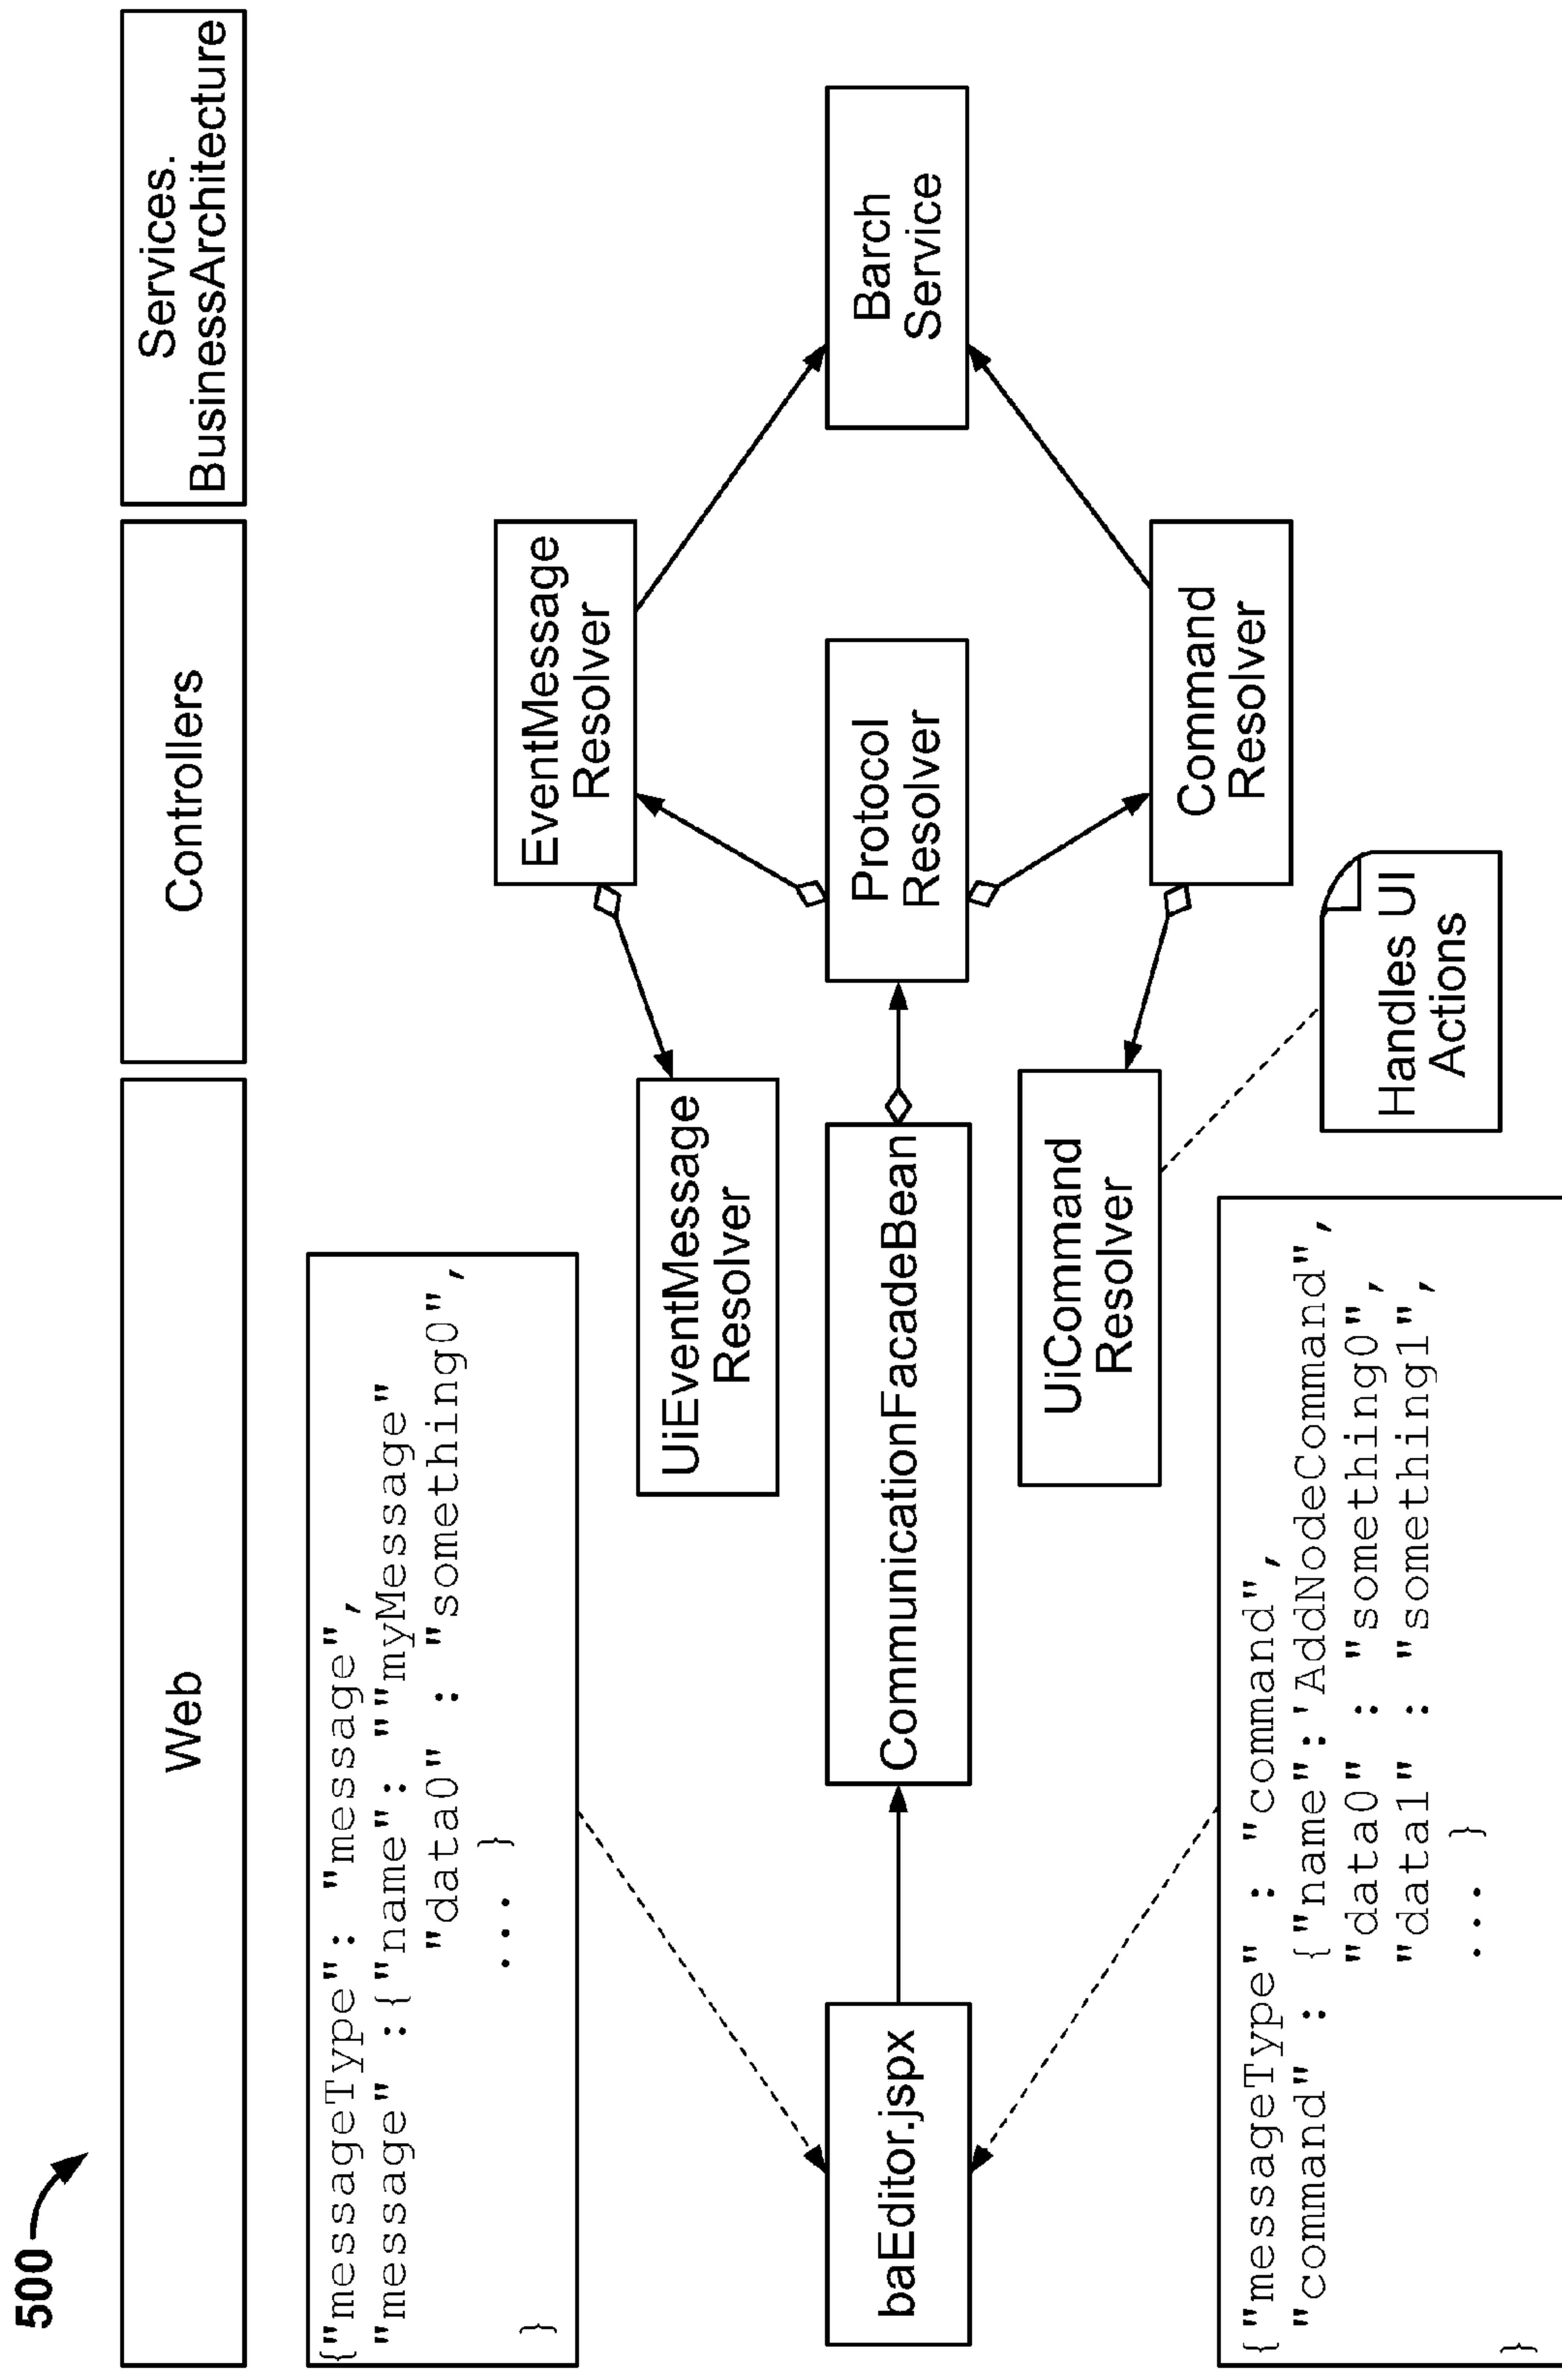 500
Web
Controllers
Services.
BusinessArchitecture
{"messageType": "message",
"message" :{"name": ""myMessage"
"data0" : "something0",
... }
}
UiEventMessage
Resolver
EventMessage
Resolver
baEditor.jspx
CommunicationFacadeBean
Protocol
Resolver
Barch
Service
UiCommand
Resolver
Command
Resolver
Handles UI
Actions
{"messageType" : "command",
"command" : {"name":'AddNodeCommand",
"data0" : "something0",
"data1" : "something1",
... }
}